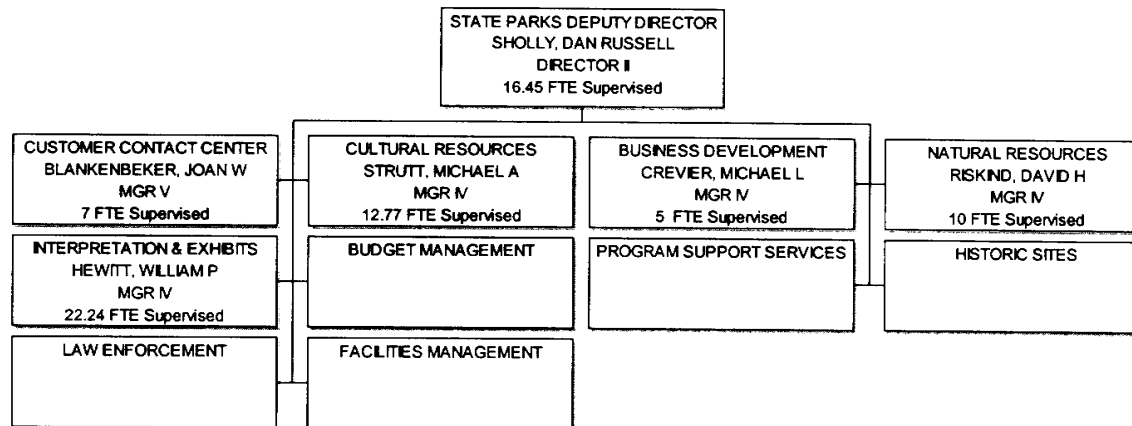 STATE PARKS DEPUTY DIRECTOR
SHOLLY, DAN RUSSELL
DIRECTOR II
16.45 FTE Supervised
CUSTOMER CONTACT CENTER
BLANKENBEKER, JOAN W
MGR V
7 FTE Supervised
CULTURAL RESOURCES
STRUTT, MICHAEL A
MGR IV
12.77 FTE Supervised
BUSINESS DEVELOPMENT
CREVIER, MICHAEL L
MGR IV
5 FTE Supervised
NATURAL RESOURCES
RISKIND, DAVID H
MGR IV
10 FTE Supervised
INTERPRETATION & EXHIBITS
HEWITT, WILLIAM P
MGR IV
22.24 FTE Supervised
BUDGET MANAGEMENT
PROGRAM SUPPORT SERVICES
HISTORIC SITES
LAW ENFORCEMENT
FACILITIES MANAGEMENT